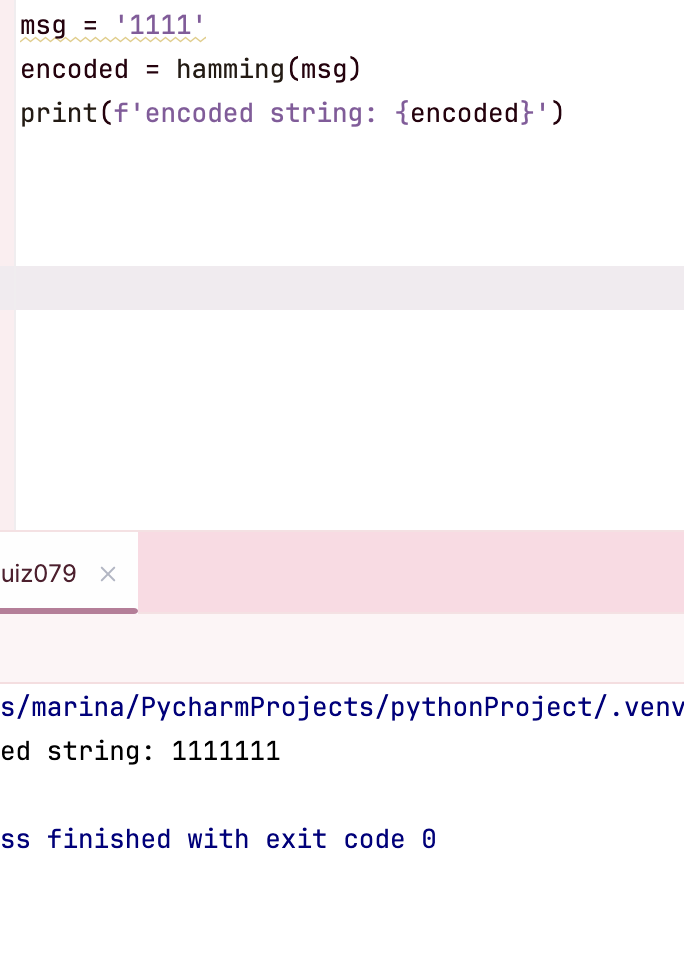 msg = '1111'
encoded = hamming(msg)
print(f'encoded string: {encoded}')
uiz079
s/marina/PycharmProjects/pythonProject/.venv
ed string: 1111111
ss finished with exit code 0